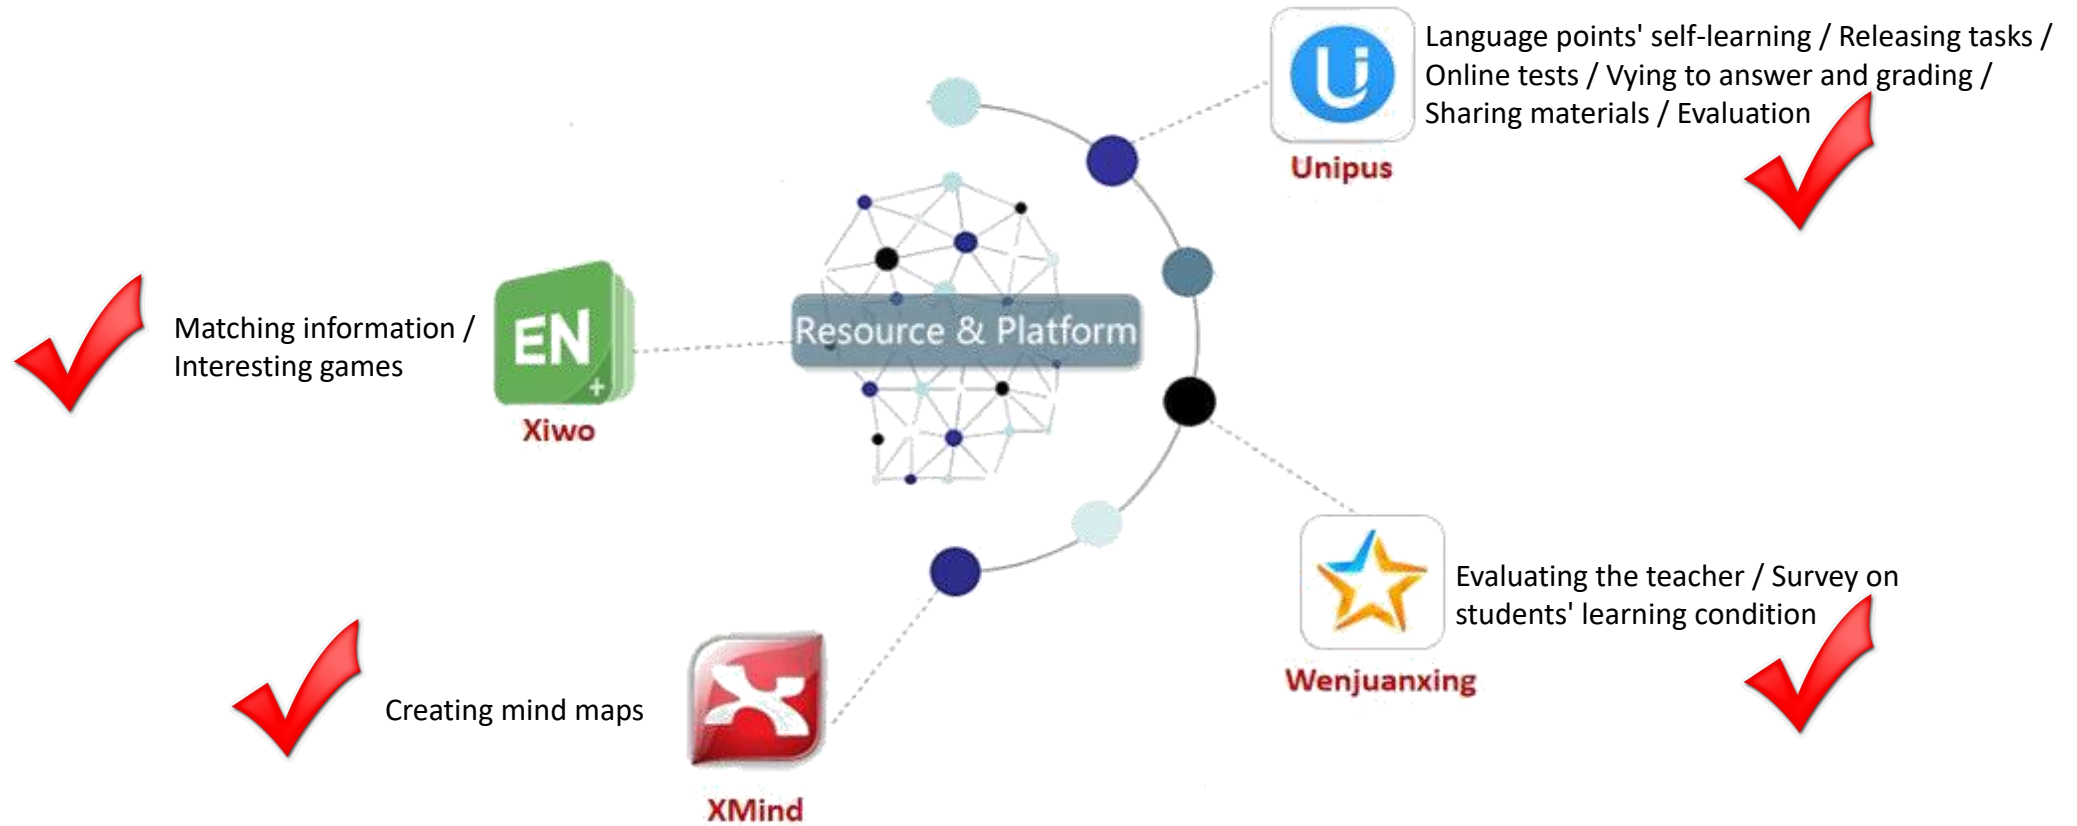 Language points' self-learning / Releasing tasks /
Online tests / Vying to answer and grading /
Sharing materials / Evaluation
Unipus
Matching information /
Interesting games
EN
+
Xiwo
Resource & Platform
Evaluating the teacher / Survey on
students' learning condition
Wenjuanxing
Creating mind maps
XMind